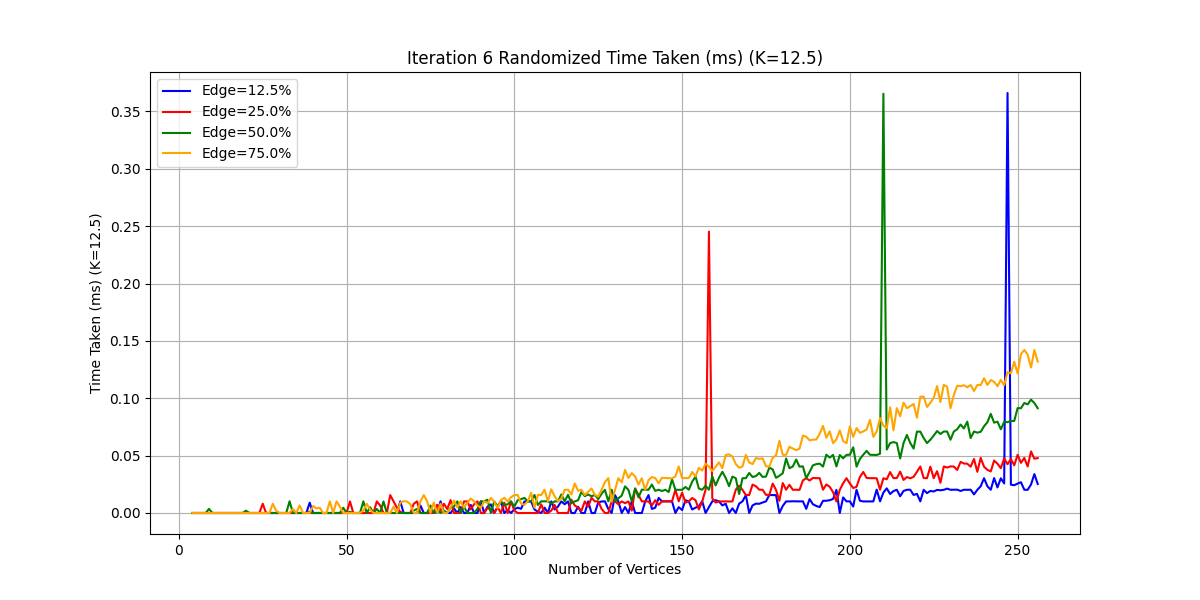 Iteration 6 Randomized Time Taken (ms) (K=12.5)
Edge=12.5%
Edge=25.0%
Edge=50.0%
Edge=75.0%
Time Taken (ms) (K=12.5)
0.35
0.30
0.25
0.20
0.15
0.10
0.05
0.00
0 50 100 150 200 250
Number of Vertices